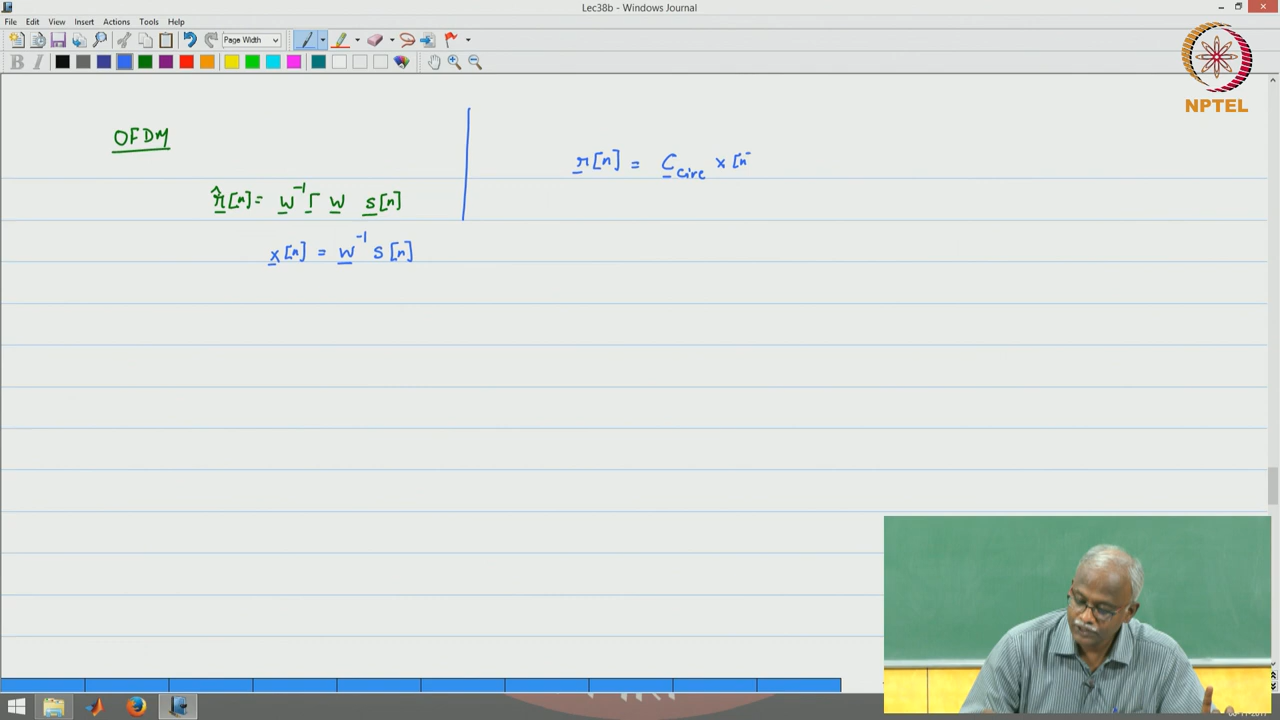 Lec38b - Windows Journal
File Edit View Insert Actions Tools Help
Page Width
NPTEL
OFDM
r̂[n] = W⁻¹ Γ W s[n]
x[n] = W⁻¹ s[n]
r[n] = C_circ x [n